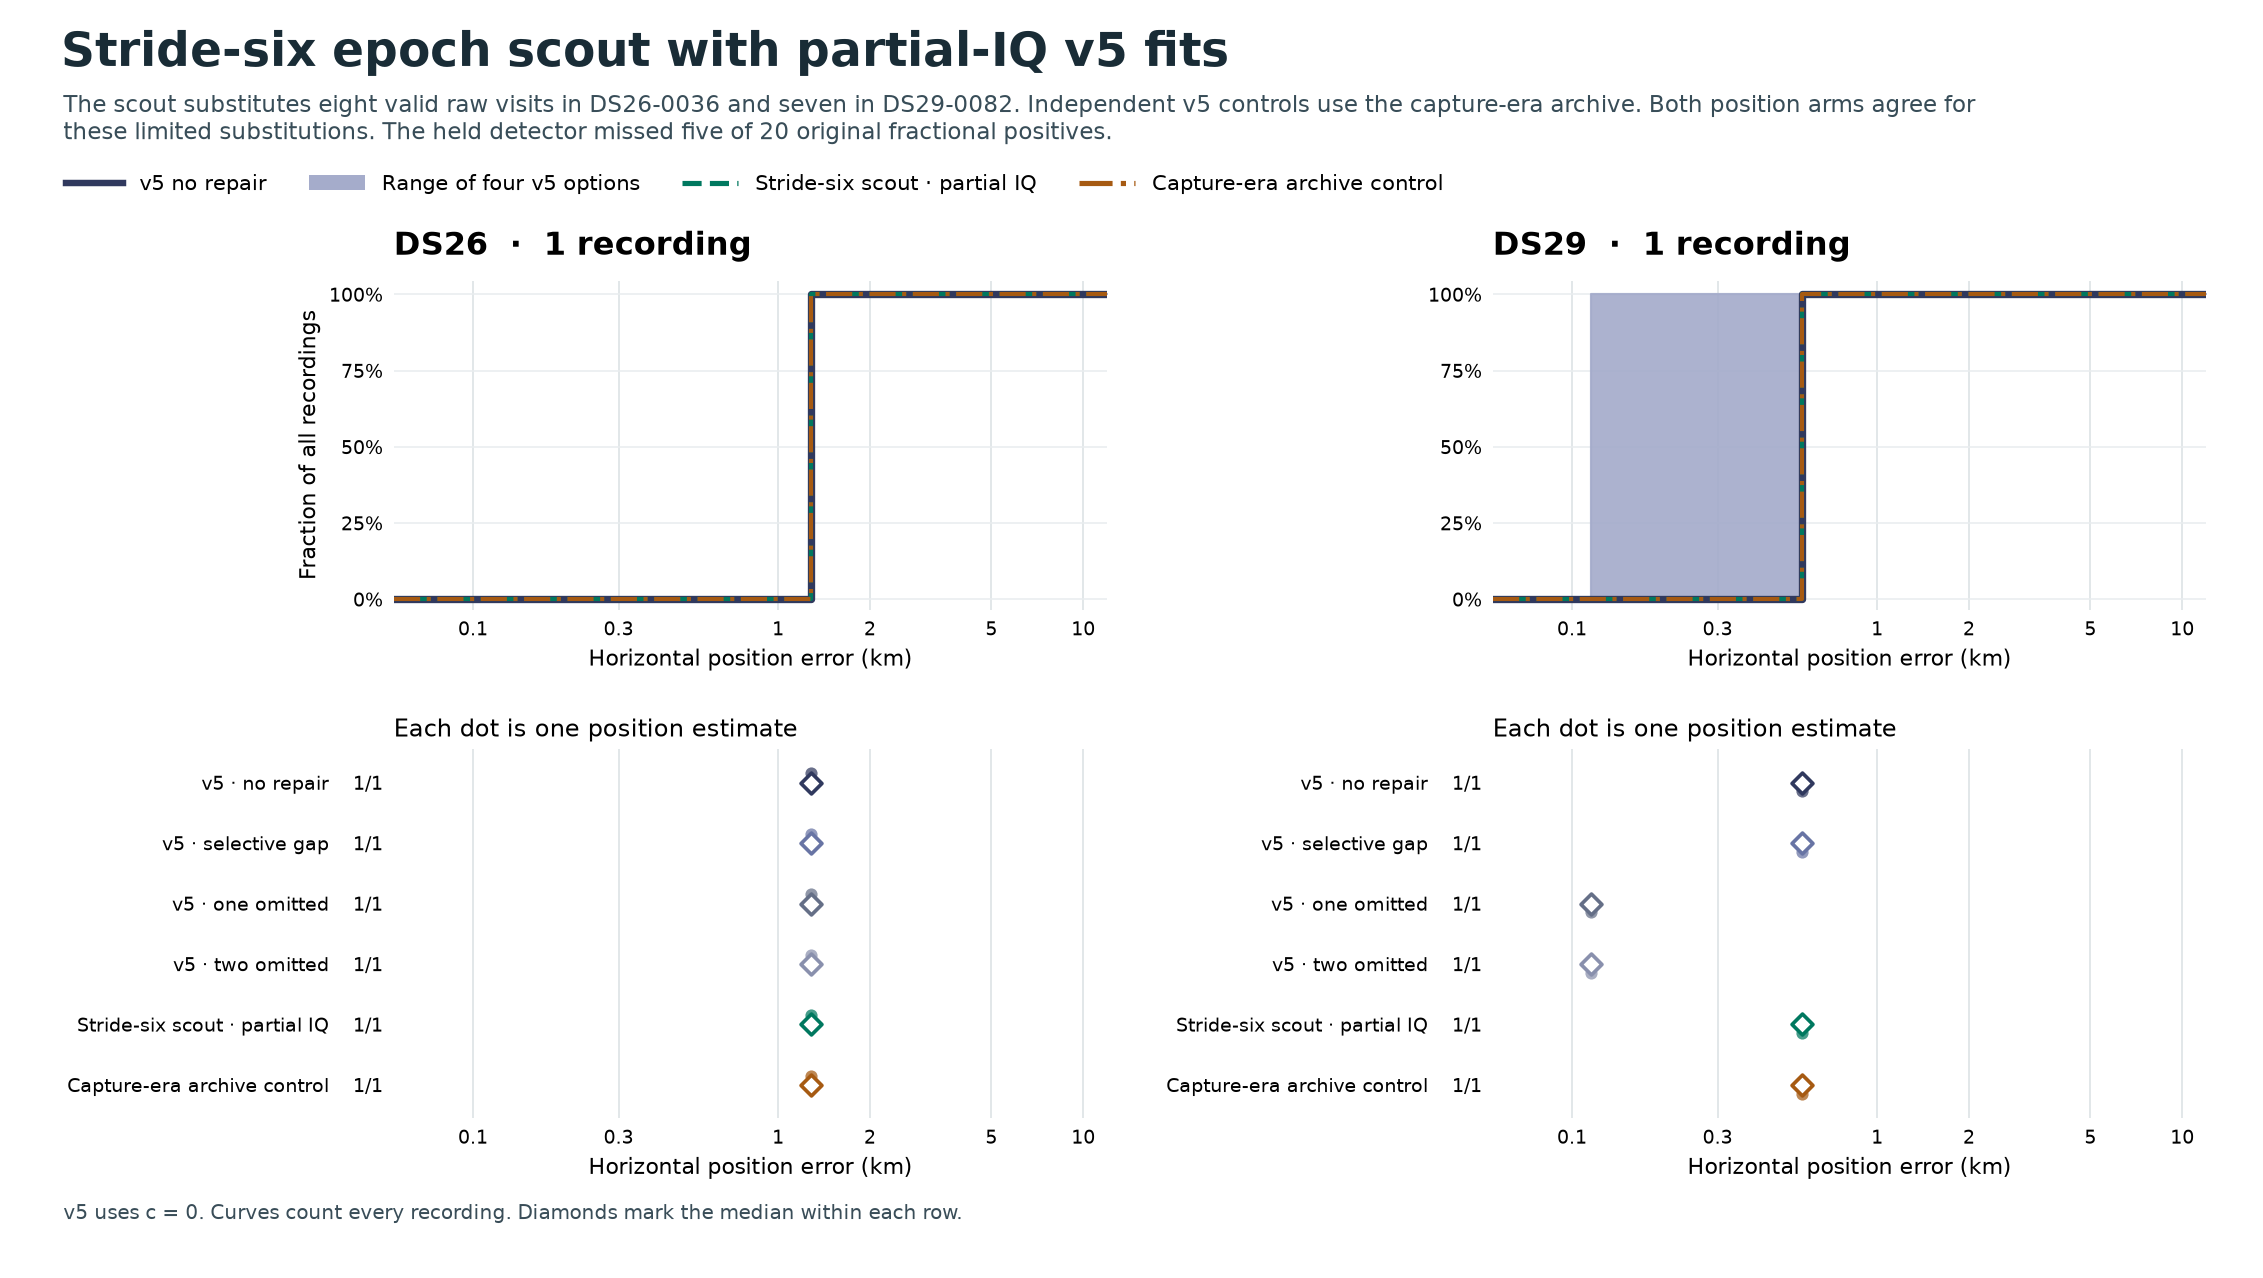 Stride-six epoch scout with partial-IQ v5 fits
The scout substitutes eight valid raw visits in DS26-0036 and seven in DS29-0082. Independent v5 controls use the capture-era archive. Both position arms agree for
these limited substitutions. The held detector missed five of 20 original fractional positives.
v5 no repair
Range of four v5 options
Stride-six scout · partial IQ
Capture-era archive control
DS26 · 1 recording
Fraction of all recordings
100%
75%
50%
25%
0%
0.1 0.3 1 2 5 10
Horizontal position error (km)
DS29 · 1 recording
100%
75%
50%
25%
0%
0.1 0.3 1 2 5 10
Horizontal position error (km)
Each dot is one position estimate
v5 · no repair 1/1
v5 · selective gap 1/1
v5 · one omitted 1/1
v5 · two omitted 1/1
Stride-six scout · partial IQ 1/1
Capture-era archive control 1/1
0.1 0.3 1 2 5 10
Horizontal position error (km)
Each dot is one position estimate
v5 · no repair 1/1
v5 · selective gap 1/1
v5 · one omitted 1/1
v5 · two omitted 1/1
Stride-six scout · partial IQ 1/1
Capture-era archive control 1/1
0.1 0.3 1 2 5 10
Horizontal position error (km)
v5 uses c = 0. Curves count every recording. Diamonds mark the median within each row.